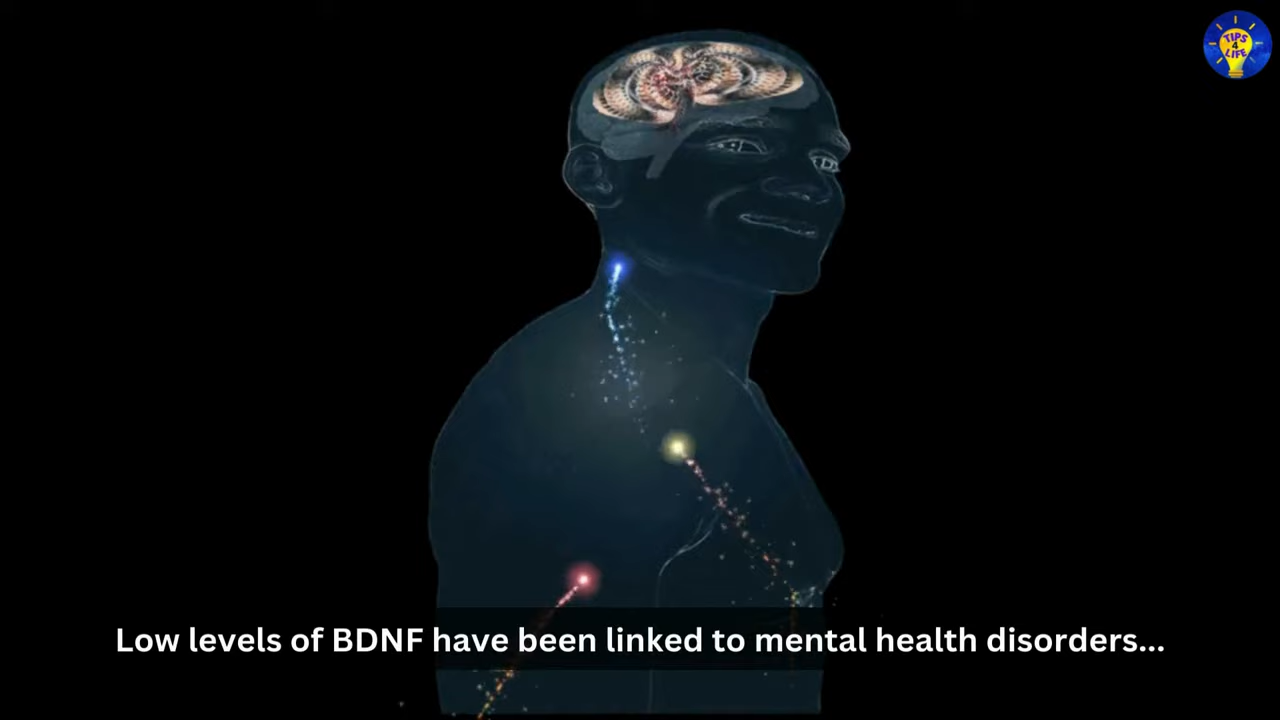 TIPS
4
LIFE
Low levels of BDNF have been linked to mental health disorders...